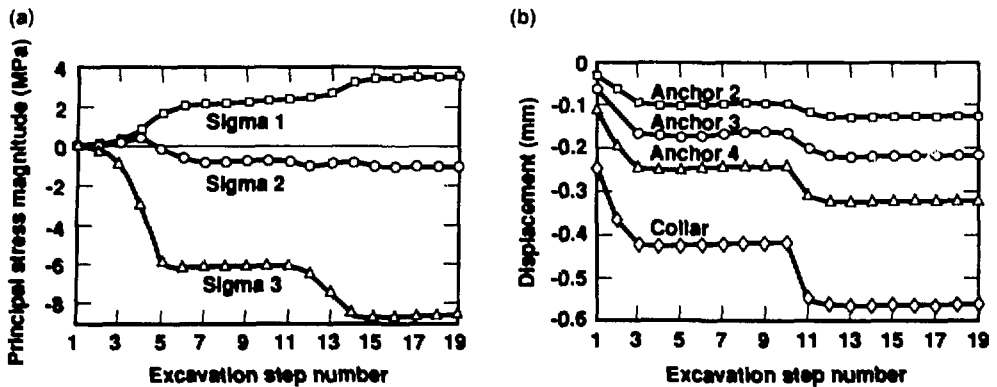 (a)
Principal stress magnitude (MPa)
4
2
0
-2
-4
-6
-8
Sigma 1
Sigma 2
Sigma 3
1 3 5 7 9 11 13 15 17 19
Excavation step number
(b)
Displacement (mm)
0
-0.1
-0.2
-0.3
-0.4
-0.5
-0.6
Anchor 2
Anchor 3
Anchor 4
Collar
1 3 5 7 9 11 13 15 17 19
Excavation step number